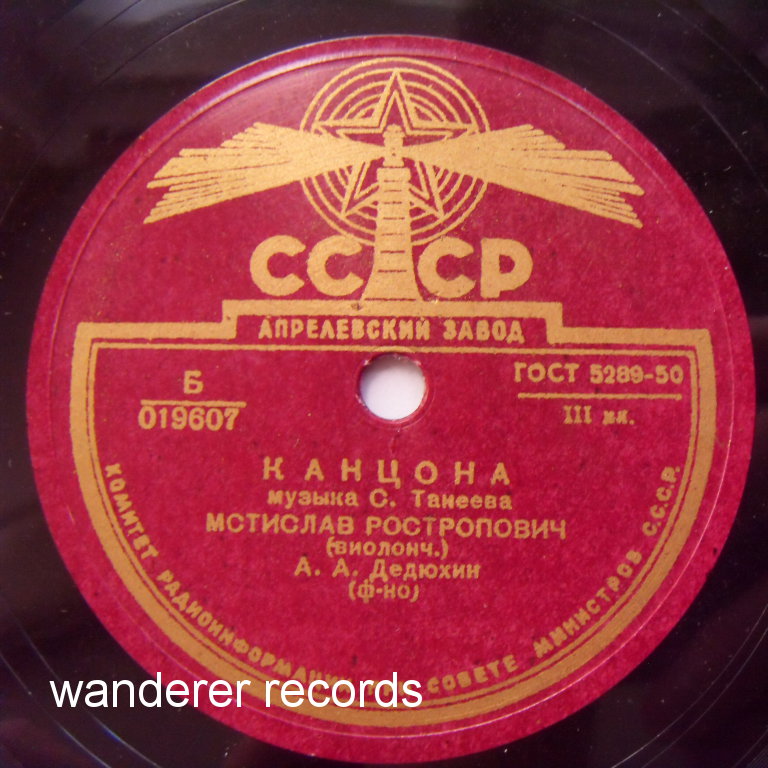 СССР
АПРЕЛЕВСКИЙ ЗАВОД
Б
019607
ГОСТ 5289-50
III кл.
КАНЦОНА
музыка С. Танеева
МСТИСЛАВ РОСТРОПОВИЧ
(виолонч.)
А. А. Дедюхин
(ф-но)
КОМИТЕТ РАДИОИНФОРМАЦИИ СОВЕТЕ МИНИСТРОВ С.С.С.Р.
wanderer records